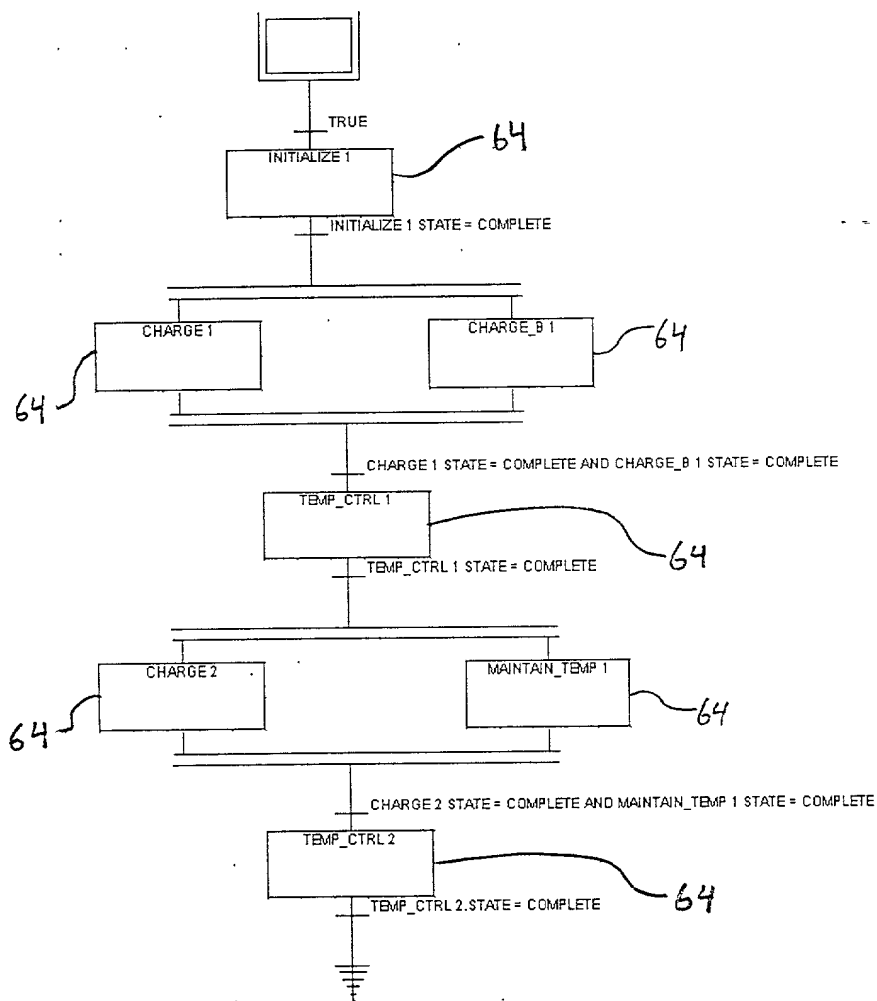 TRUE
64
INITIALIZE 1
INITIALIZE 1 STATE = COMPLETE
CHARGE 1
CHARGE_B 1
64
64
CHARGE 1 STATE = COMPLETE AND CHARGE_B 1 STATE = COMPLETE
TEMP_CTRL 1
64
TEMP_CTRL 1 STATE = COMPLETE
CHARGE 2
MAINTAIN_TEMP 1
64
64
CHARGE 2 STATE = COMPLETE AND MAINTAIN_TEMP 1 STATE = COMPLETE
TEMP_CTRL 2
64
TEMP_CTRL 2.STATE = COMPLETE